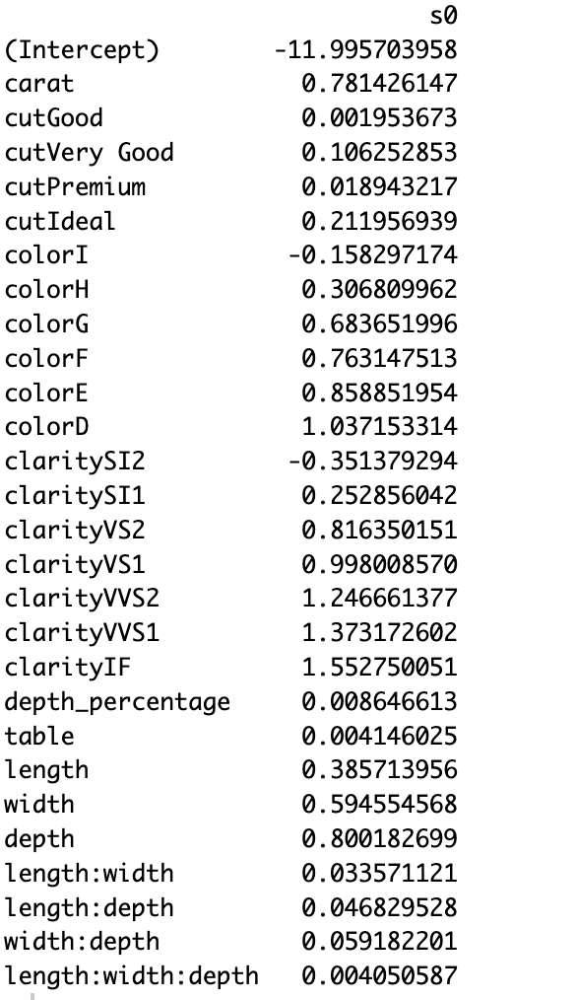 s0
(Intercept) -11.995703958
carat 0.781426147
cutGood 0.001953673
cutVery Good 0.106252853
cutPremium 0.018943217
cutIdeal 0.211956939
colorI -0.158297174
colorH 0.306809962
colorG 0.683651996
colorF 0.763147513
colorE 0.858851954
colorD 1.037153314
claritySI2 -0.351379294
claritySI1 0.252856042
clarityVS2 0.816350151
clarityVS1 0.998008570
clarityVVS2 1.246661377
clarityVVS1 1.373172602
clarityIF 1.552750051
depth_percentage 0.008646613
table 0.004146025
length 0.385713956
width 0.594554568
depth 0.800182699
length:width 0.033571121
length:depth 0.046829528
width:depth 0.059182201
length:width:depth 0.004050587